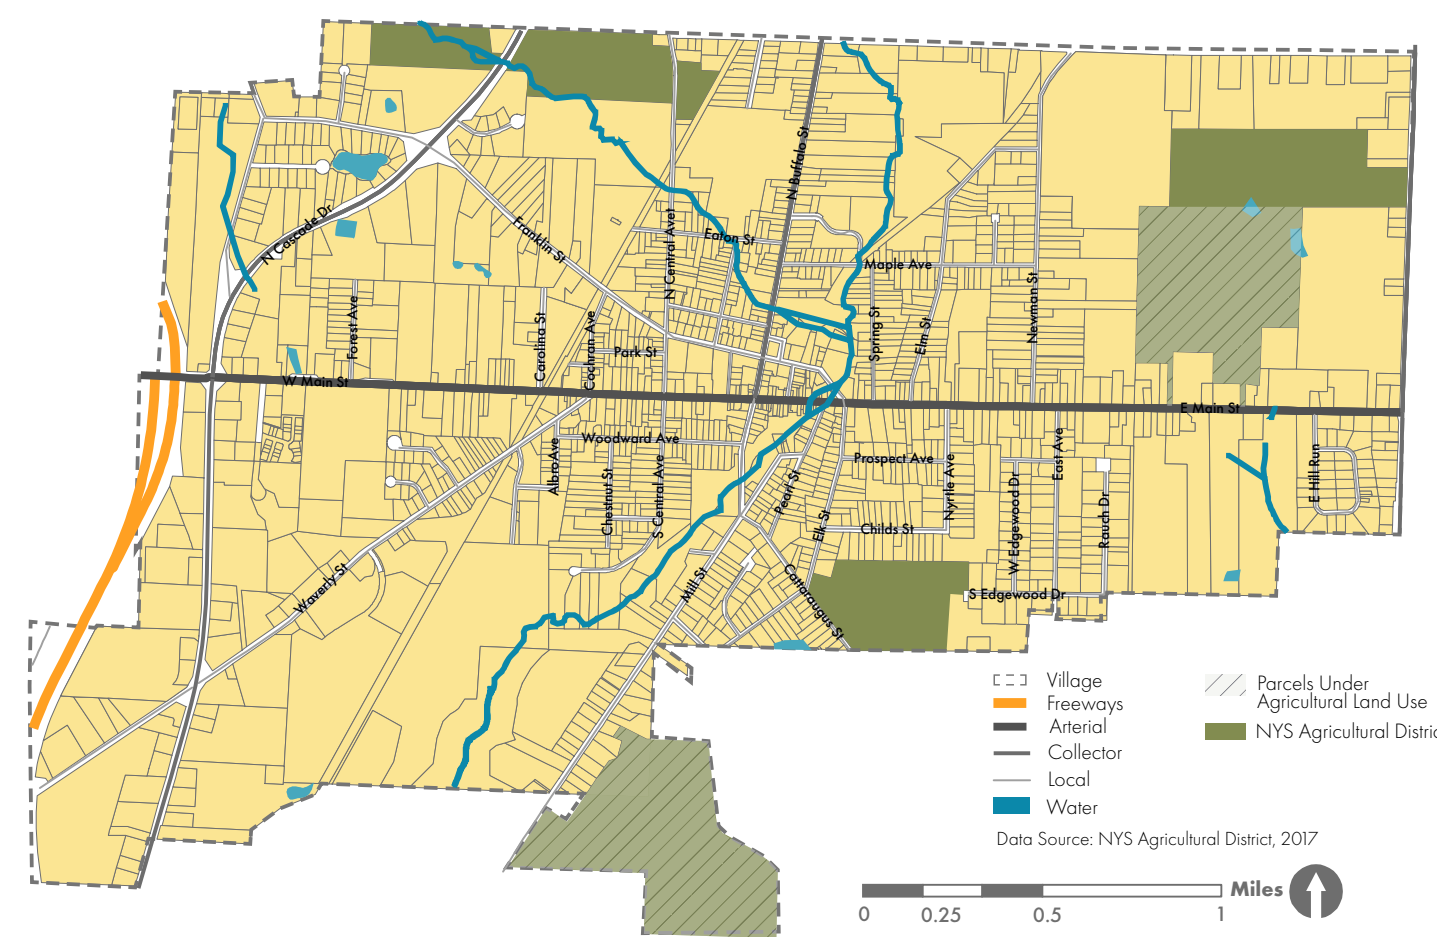 N Buffalo St
N Cascade Dr
Franklin St
N Central Avet
Eaton St
Maple Ave
Forest Ave
Carolina St
Cochran Ave
Park St
Spring St
Elm St
Newman St
W Main St
E Main St
Woodward Ave
Albro Ave
Chestnut St
S Central Ave
Pearl St
Elk St
Prospect Ave
Nyrtle Ave
Childs St
W Edgewood Dr
East Ave
Rauch Dr
E Hill Run
Waverly St
Mill St
Cattaraugus St
S Edgewood Dr
Village
Freeways
Arterial
Collector
Local
Water
Parcels Under
Agricultural Land Use
NYS Agricultural Distric
Data Source: NYS Agricultural District, 2017
Miles
0 0.25 0.5 1